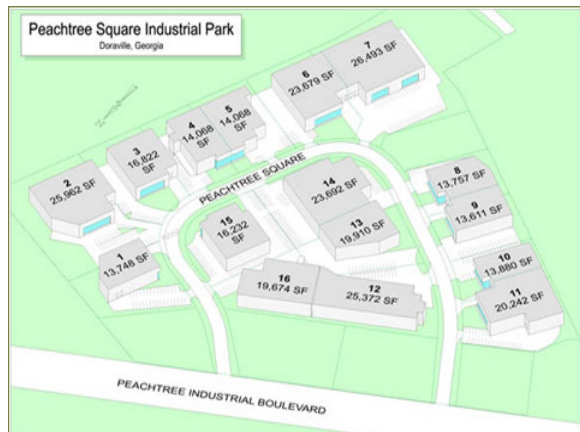 Peachtree Square Industrial Park
Doraville, Georgia
7
26,493 SF
6
23,679 SF
5
14,068
SF
4
14,068
SF
3
16,822
SF
2
25,962 SF
PEACHTREE SQUARE
14
23,692 SF
8
13,757 SF
9
13,611 SF
13
19,910 SF
15
16,232
SF
1
13,748 SF
10
13,880 SF
11
20,242 SF
16
19,674 SF
12
25,372 SF
PEACHTREE INDUSTRIAL BOULEVARD